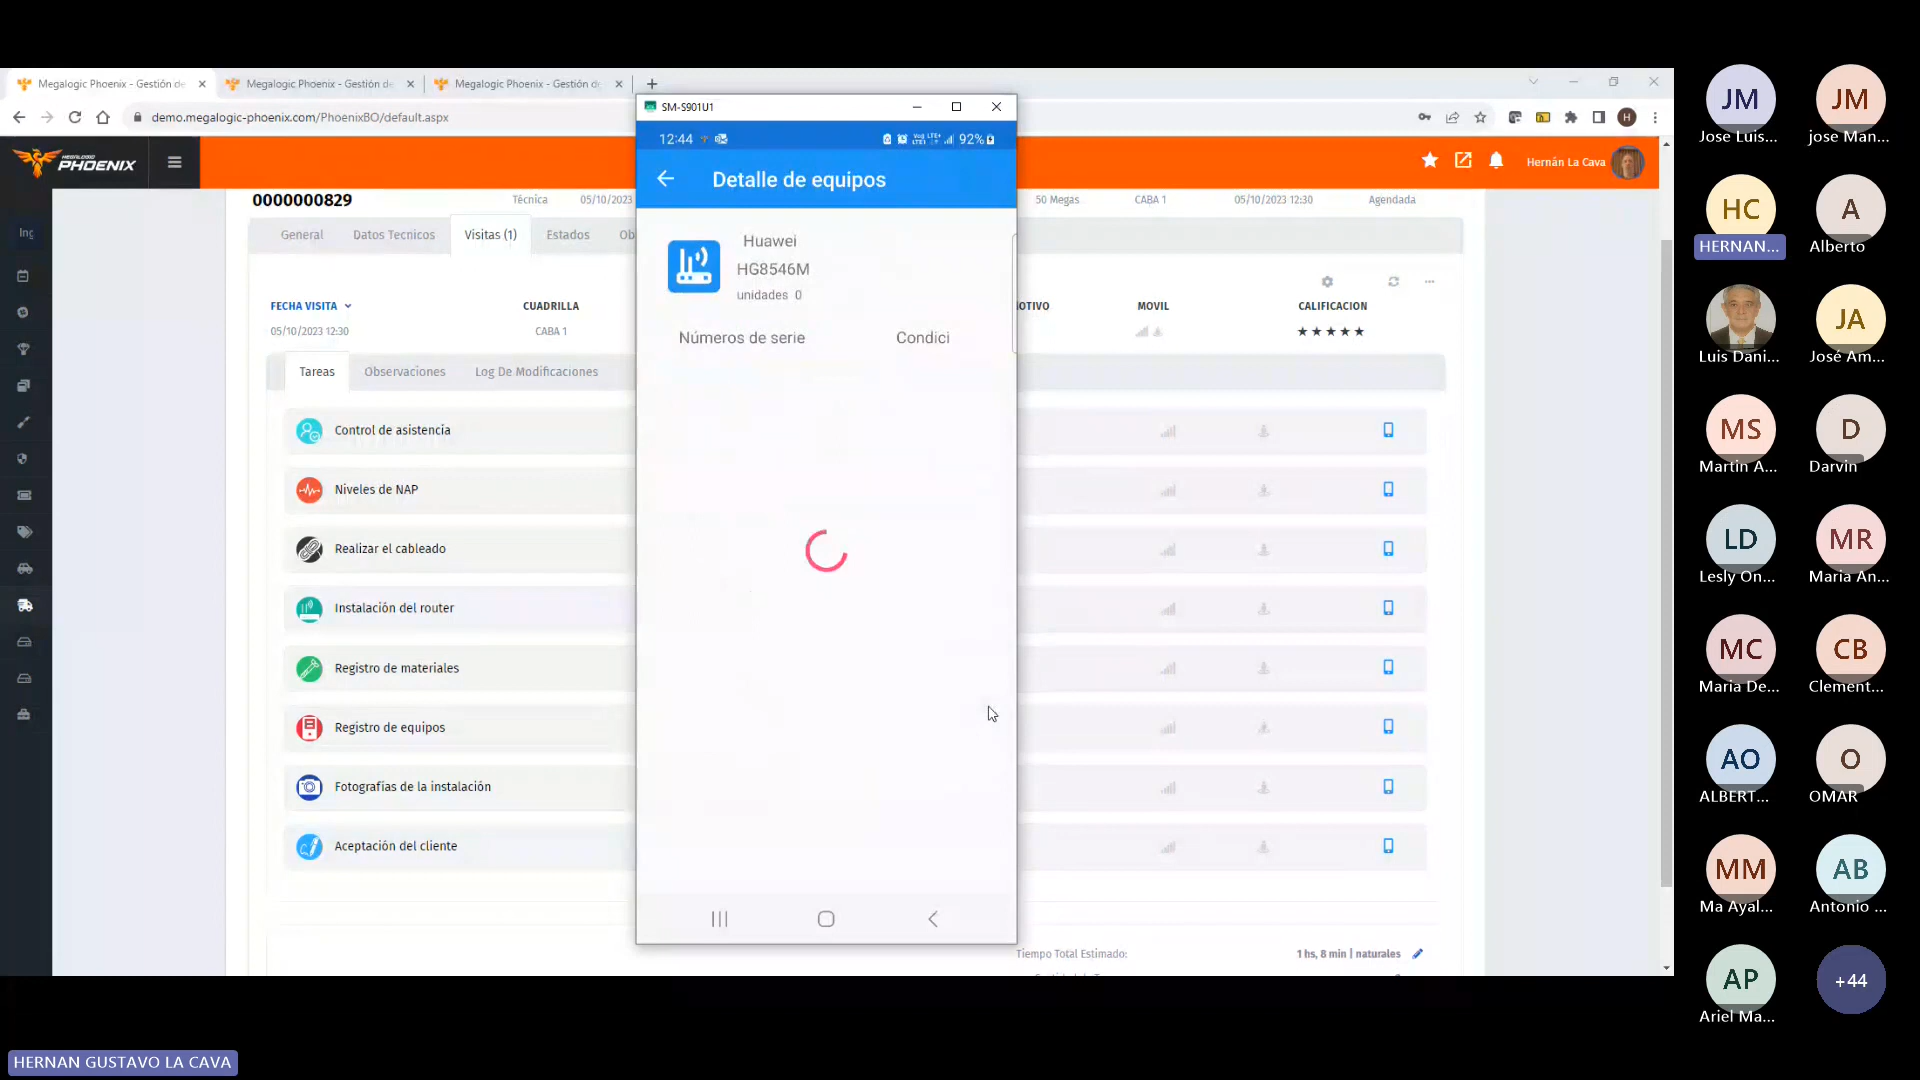 Megalogic Phoenix - Gestión de
Megalogic Phoenix - Gestión de
Megalogic Phoenix - Gestión de
demo.megalogic-phoenix.com/PhoenixBO/default.aspx
H
MEGALOGIC
PHOENIX
Hernán La Cava
0000000829
Técnica
05/10/2023
50 Megas
CABA 1
05/10/2023 12:30
Agendada
Ing
General
Datos Tecnicos
Visitas (1)
Estados
Ob
FECHA VISITA
CUADRILLA
OTIVO
MOVIL
CALIFICACION
05/10/2023 12:30
CABA 1
★★★★★
Tareas
Observaciones
Log De Modificaciones
Control de asistencia
Niveles de NAP
Realizar el cableado
Instalación del router
Registro de materiales
Registro de equipos
Fotografías de la instalación
Aceptación del cliente
Tiempo Total Estimado:
1 hs, 8 min | naturales
SM-S901U1
12:44
92%
Detalle de equipos
Huawei
HG8546M
unidades 0
Números de serie
Condici
JM
Jose Luis...
JM
jose Man...
HC
HERNAN...
A
Alberto
Luis Dani...
JA
José Am...
MS
Martin A...
D
Darvin
LD
Lesly On...
MR
Maria An...
MC
Maria De...
CB
Clement...
AO
ALBERT...
O
OMAR
MM
Ma Ayal...
AB
Antonio ...
AP
Ariel Ma...
+44
HERNAN GUSTAVO LA CAVA